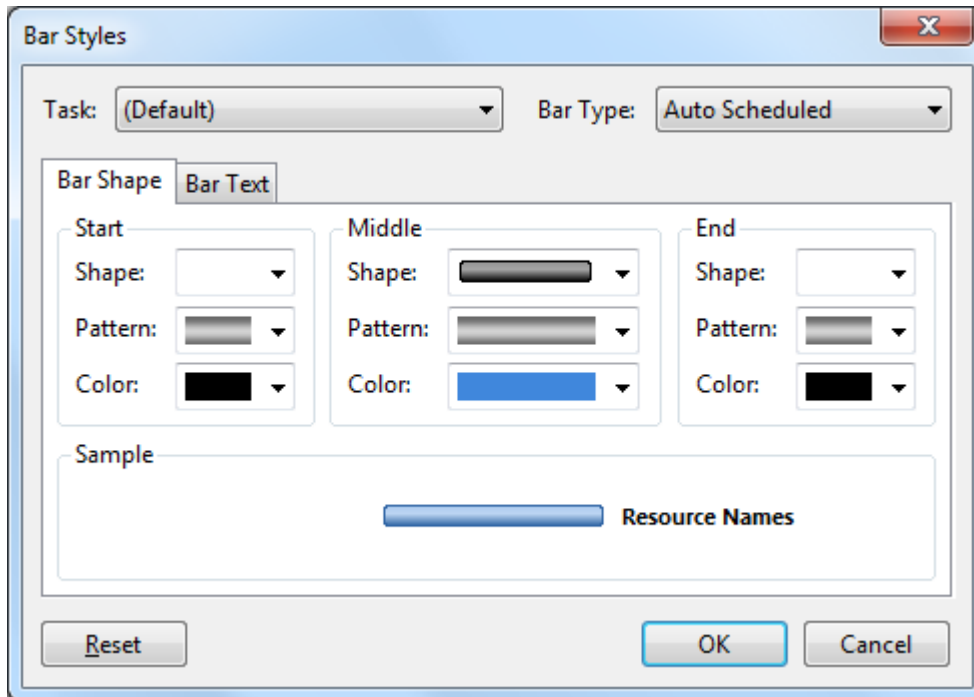 Bar Styles
Task: (Default) Bar Type: Auto Scheduled
Bar Shape Bar Text
Start Middle End
Shape: Shape: Shape:
Pattern: Pattern: Pattern:
Color: Color: Color:
Sample
Resource Names
Reset OK Cancel